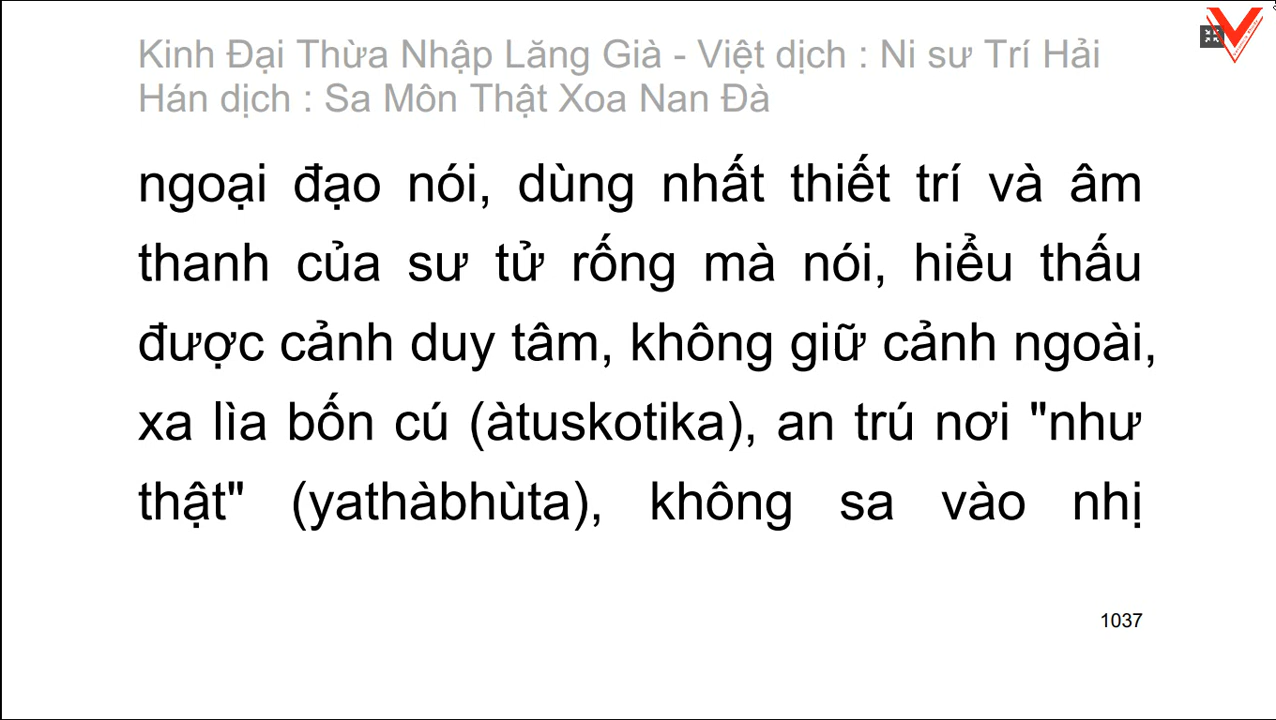 Kinh Đại Thừa Nhập Lăng Già - Việt dịch : Ni sư Trí Hải
Hán dịch : Sa Môn Thật Xoa Nan Đà
ngoại đạo nói, dùng nhất thiết trí và âm
thanh của sư tử rống mà nói, hiểu thấu
được cảnh duy tâm, không giữ cảnh ngoài,
xa lìa bốn cú (àtuskotika), an trú nơi "như
thật" (yathàbhùta), không sa vào nhị
1037